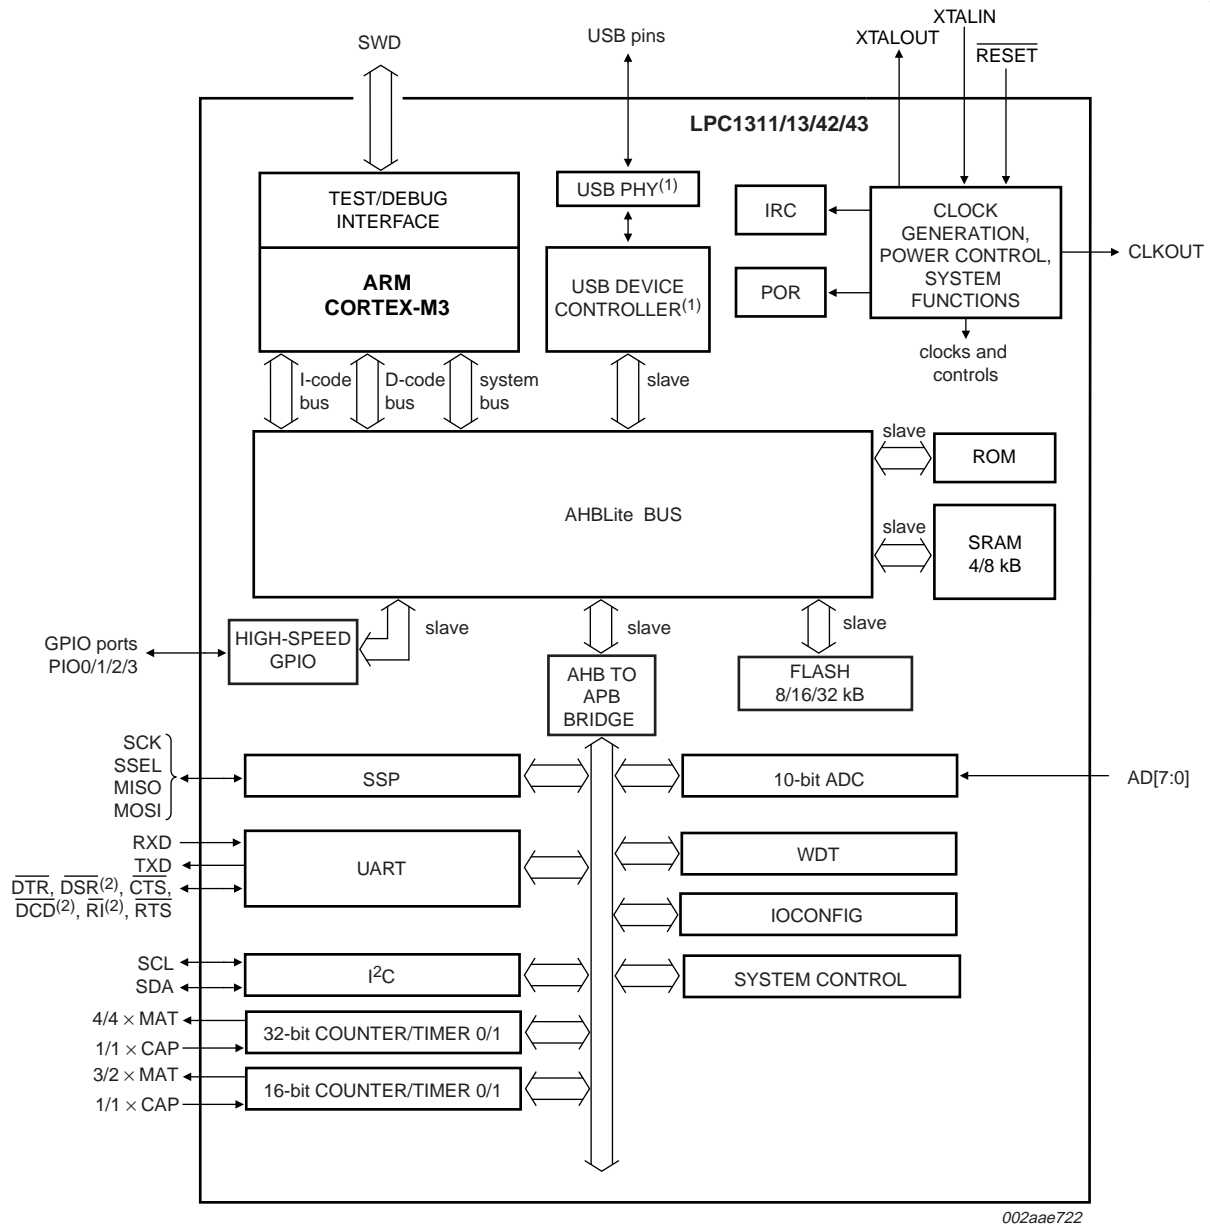 XTALIN
SWD
USB pins
XTALOUT
RESET
LPC1311/13/42/43
TEST/DEBUG
INTERFACE
ARM
CORTEX-M3
USB PHY(1)
USB DEVICE
CONTROLLER(1)
IRC
POR
CLOCK
GENERATION,
POWER CONTROL,
SYSTEM
FUNCTIONS
CLKOUT
clocks and
controls
I-code
bus
D-code
bus
system
bus
slave
AHBLite BUS
slave
ROM
slave
SRAM
4/8 kB
GPIO ports
PIO0/1/2/3
HIGH-SPEED
GPIO
slave
slave
slave
AHB TO
APB
BRIDGE
FLASH
8/16/32 kB
SCK
SSEL
MISO
MOSI
SSP
10-bit ADC
AD[7:0]
RXD
TXD
DTR, DSR(2), CTS,
DCD(2), RI(2), RTS
UART
WDT
IOCONFIG
SCL
SDA
I2C
SYSTEM CONTROL
4/4 × MAT
1/1 × CAP
32-bit COUNTER/TIMER 0/1
3/2 × MAT
1/1 × CAP
16-bit COUNTER/TIMER 0/1
002aae722